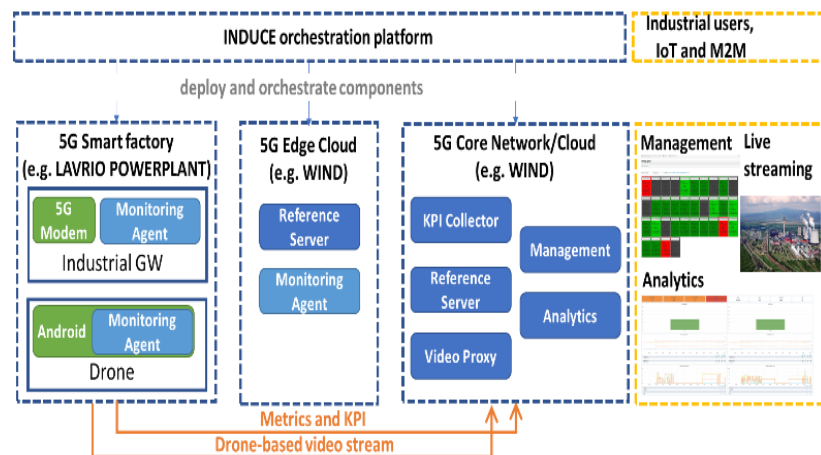 INDUCE orchestration platform
Industrial users,
IoT and M2M
deploy and orchestrate components
5G Smart factory
(e.g. LAVRIO POWERPLANT)
5G
Modem
Monitoring
Agent
Industrial GW
Android
Monitoring
Agent
Drone
5G Edge Cloud
(e.g. WIND)
Reference
Server
Monitoring
Agent
5G Core Network/Cloud
(e.g. WIND)
KPI Collector
Management
Reference
Server
Analytics
Video Proxy
Management
Live
streaming
Analytics
Metrics and KPI
Drone-based video stream